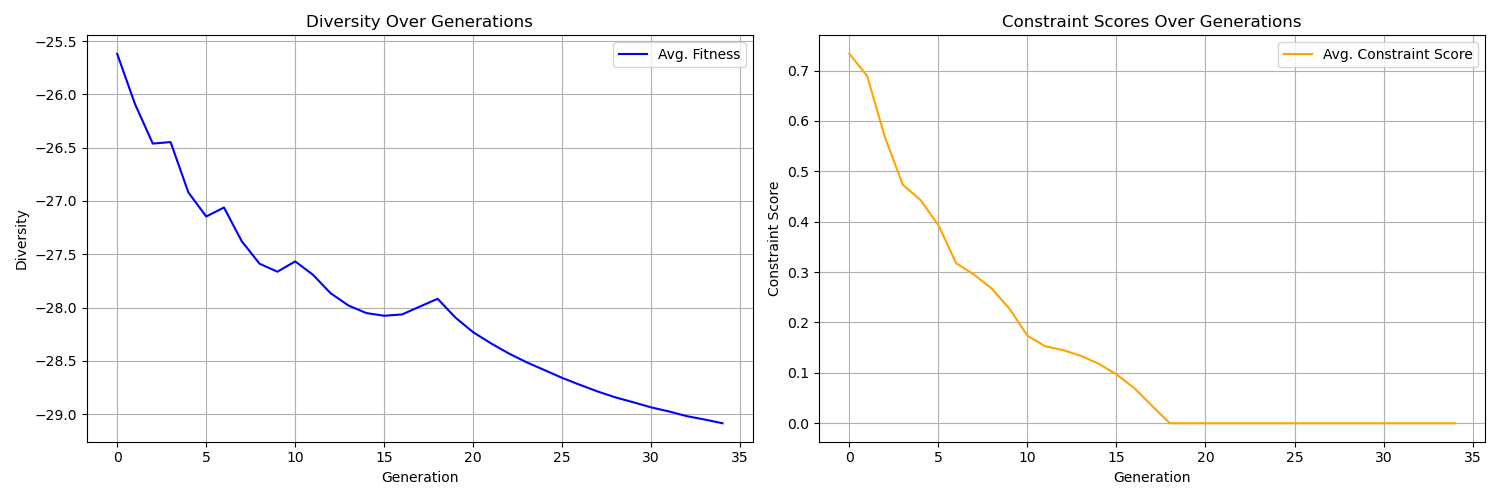 Diversity Over Generations
Avg. Fitness
Diversity
−25.5
−26.0
−26.5
−27.0
−27.5
−28.0
−28.5
−29.0
0 5 10 15 20 25 30 35
Generation
Constraint Scores Over Generations
Avg. Constraint Score
Constraint Score
0.7
0.6
0.5
0.4
0.3
0.2
0.1
0.0
0 5 10 15 20 25 30 35
Generation